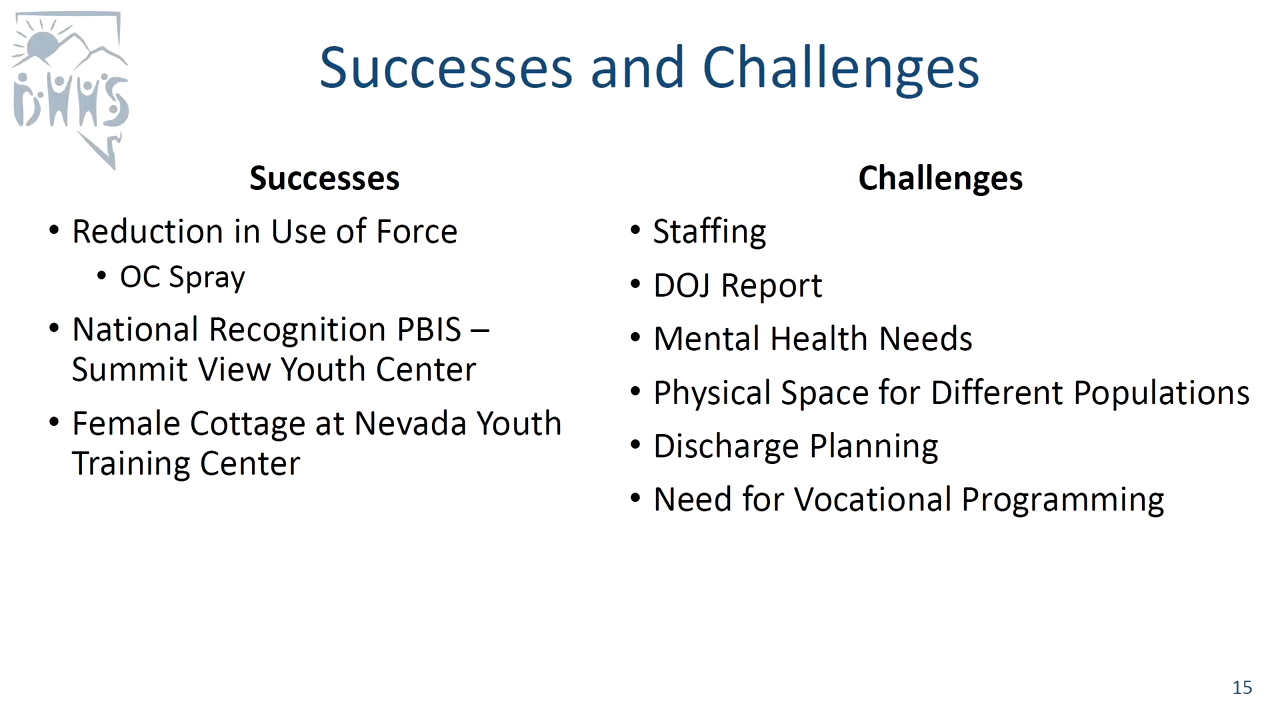 DHHS
Successes and Challenges
Successes
• Reduction in Use of Force
• OC Spray
• National Recognition PBIS –
Summit View Youth Center
• Female Cottage at Nevada Youth
Training Center
Challenges
• Staffing
• DOJ Report
• Mental Health Needs
• Physical Space for Different Populations
• Discharge Planning
• Need for Vocational Programming
15